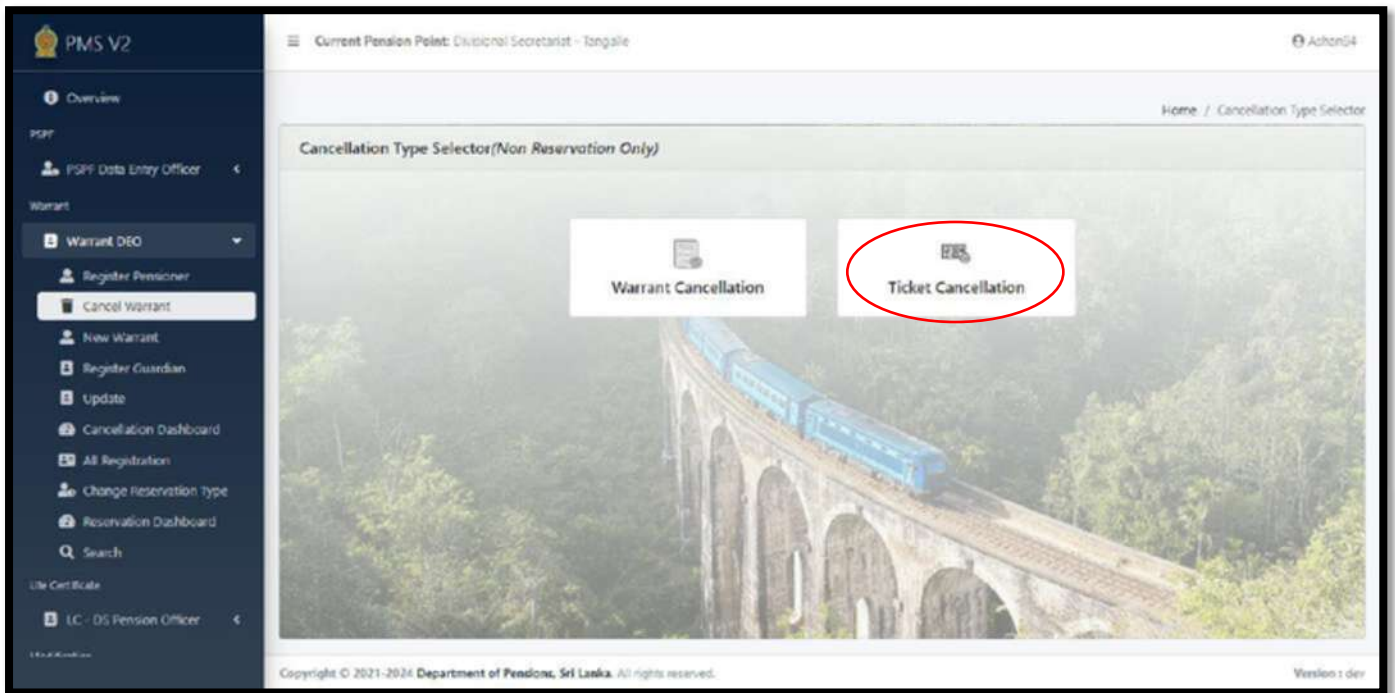 PMS V2
Current Pension Point: Divisional Secretariat - Tangalle
Achan54
Overview
Home / Cancellation Type Selector
PSPF
Cancellation Type Selector(Non Reservation Only)
PSPF Data Entry Officer
Warrant
Warrant DEO
Register Pensioner
Warrant Cancellation
Ticket Cancellation
Cancel Warrant
New Warrant
Register Guardian
Update
Cancellation Dashboard
All Registration
Change Reservation Type
Reservation Dashboard
Search
Life Certificate
LC - DS Pension Officer
Copyright © 2021-2024 Department of Pensions, Sri Lanka. All rights reserved.
Version : dev